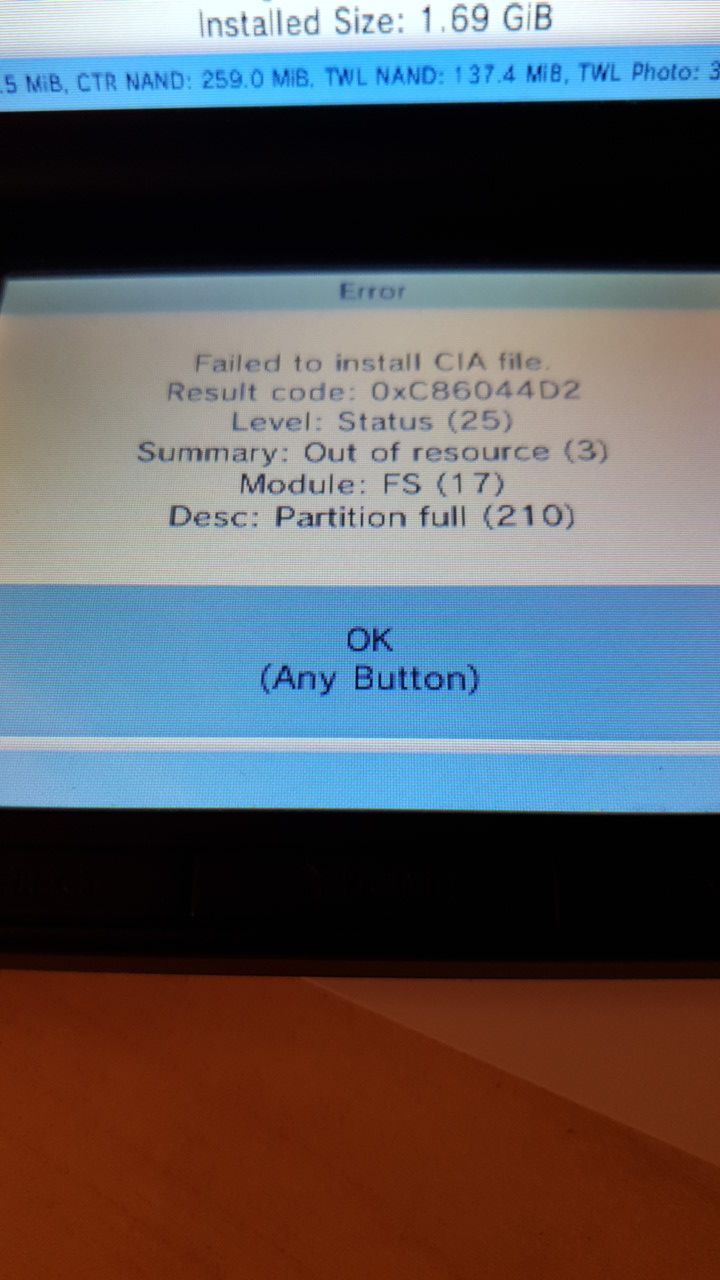 Installed Size: 1.69 GiB
.5 MiB, CTR NAND: 259.0 MiB, TWL NAND: 137.4 MiB, TWL Photo: 3
Error
Failed to install CIA file.
Result code: 0xC86044D2
Level: Status (25)
Summary: Out of resource (3)
Module: FS (17)
Desc: Partition full (210)
OK
(Any Button)